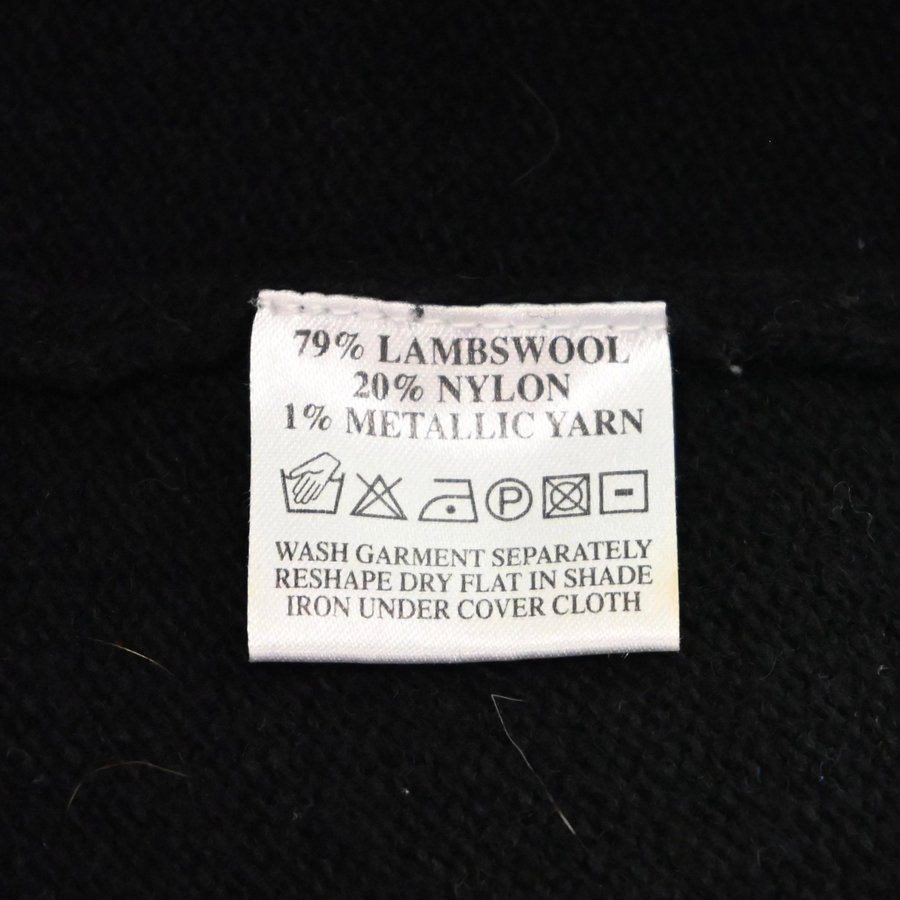 79% LAMBSWOOL
20% NYLON
1% METALLIC YARN
P
WASH GARMENT SEPARATELY
RESHAPE DRY FLAT IN SHADE
IRON UNDER COVER CLOTH